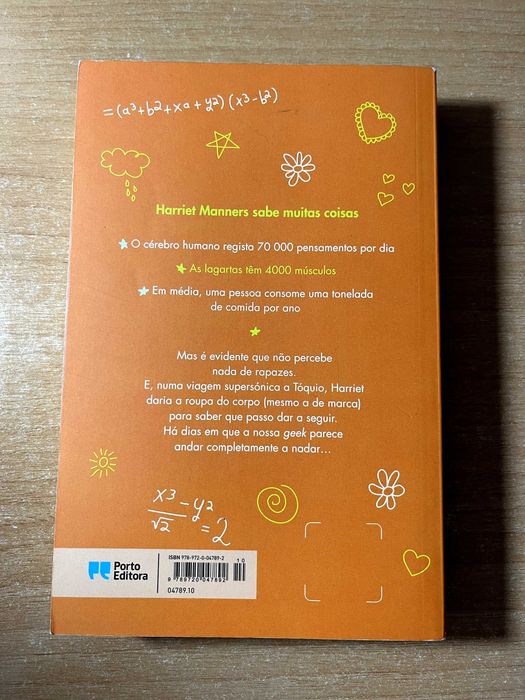 =(a³+b²+xa+y²)(x³-b²)
Harriet Manners sabe muitas coisas
O cérebro humano regista 70 000 pensamentos por dia
As lagartas têm 4000 músculos
Em média, uma pessoa consome uma tonelada
de comida por ano
Mas é evidente que não percebe
nada de rapazes.
E, numa viagem supersónica a Tóquio, Harriet
daria a roupa do corpo (mesmo a de marca)
para saber que passo dar a seguir.
Há dias em que a nossa geek parece
andar completamente a nadar...
x³-y²
√2
=2
Porto
Editora
ISBN 978-972-0-04789-2
10
9 789720 047892
04789.10